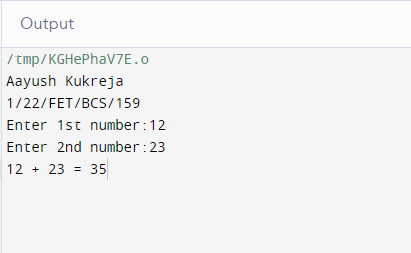 Output
/tmp/KGHePhaV7E.o
Aayush Kukreja
1/22/FET/BCS/159
Enter 1st number:12
Enter 2nd number:23
12 + 23 = 35